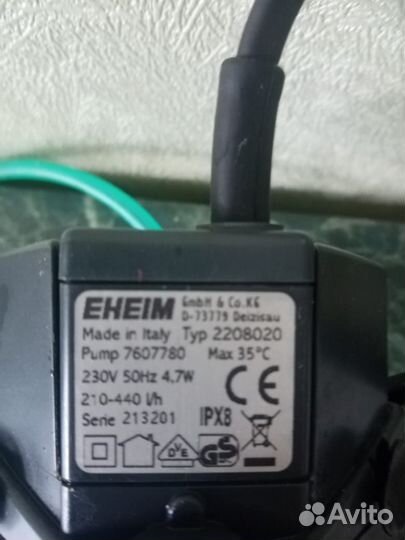 EHEIM GmbH & Co.KG
D-73779 Deizisau
Made in Italy Typ 2208020
Pump 7607780 Max 35°C
230V 50Hz 4,7W CE
210-440 l/h
Serie 213201 IPX8
DVE GS
Avito